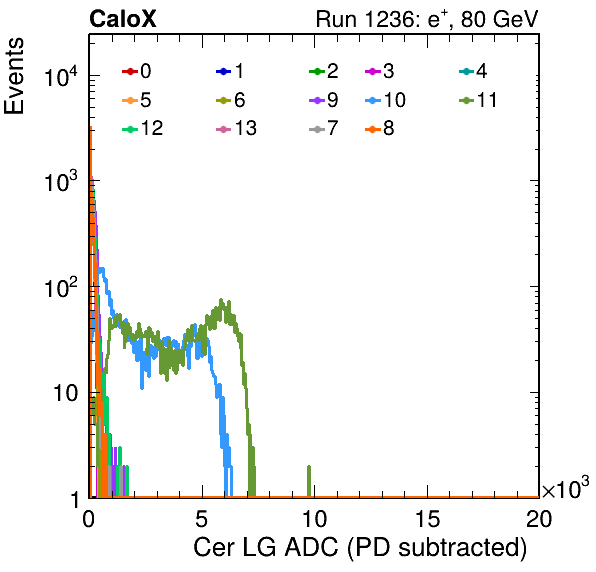 CaloX Run 1236: e⁺, 80 GeV
Events
0 1 2 3 4
5 6 9 10 11
12 13 7 8
10⁴
10³
10²
10
1
0 5 10 15 20
×10³
Cer LG ADC (PD subtracted)